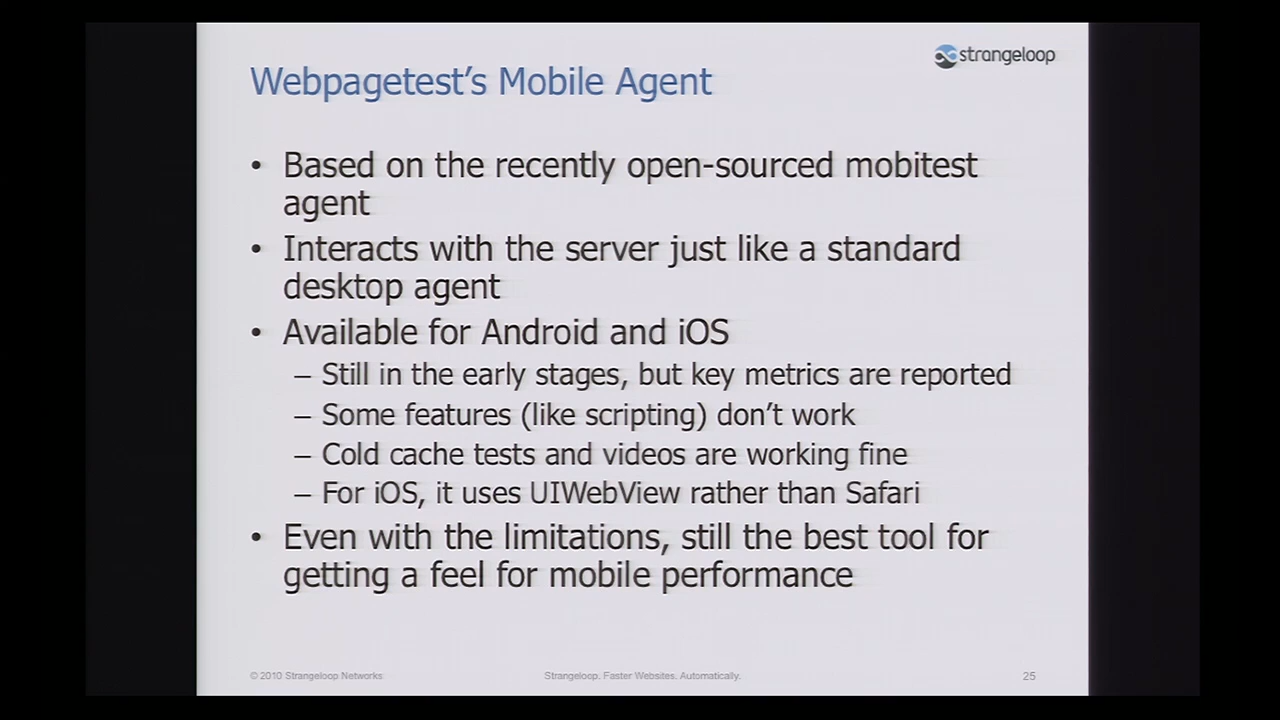 strangeloop
Webpagetest's Mobile Agent
• Based on the recently open-sourced mobitest
agent
• Interacts with the server just like a standard
desktop agent
• Available for Android and iOS
– Still in the early stages, but key metrics are reported
– Some features (like scripting) don't work
– Cold cache tests and videos are working fine
– For iOS, it uses UIWebView rather than Safari
• Even with the limitations, still the best tool for
getting a feel for mobile performance
© 2010 Strangeloop Networks
Strangeloop. Faster Websites. Automatically.
25